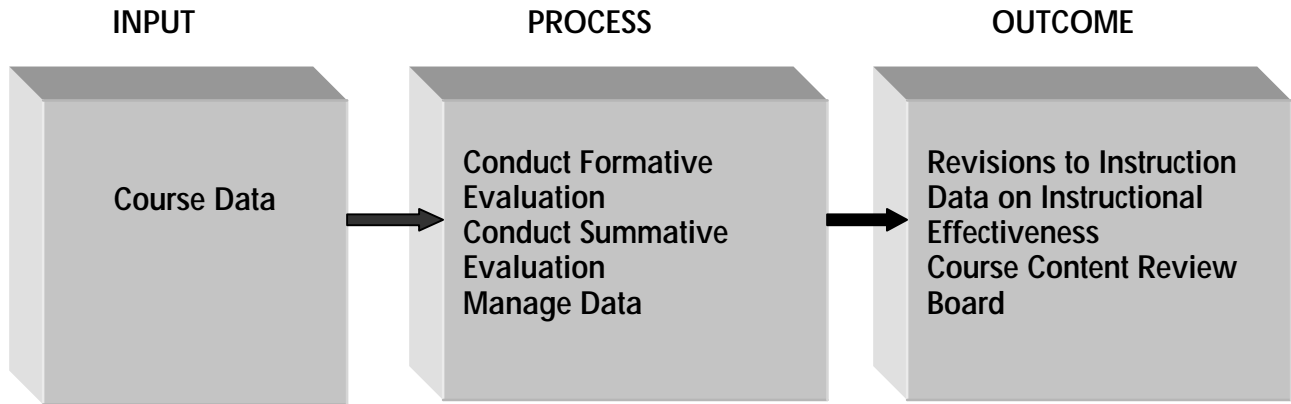 INPUT
PROCESS
OUTCOME
Course Data
Conduct Formative
Evaluation
Conduct Summative
Evaluation
Manage Data
Revisions to Instruction
Data on Instructional
Effectiveness
Course Content Review
Board